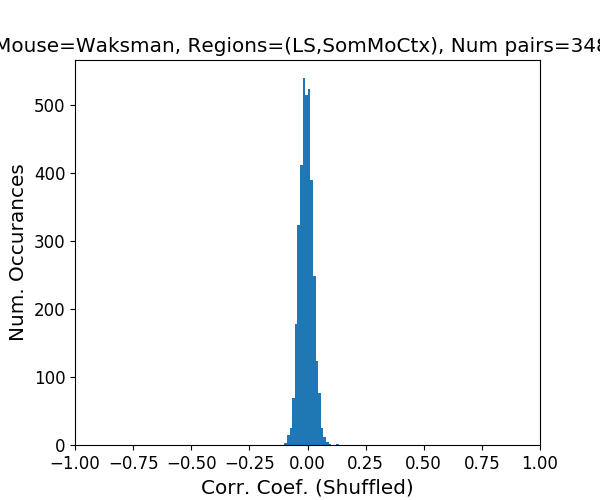 Mouse=Waksman, Regions=(LS,SomMoCtx), Num pairs=348
500
400
300
200
100
0
Num. Occurances
−1.00 −0.75 −0.50 −0.25 0.00 0.25 0.50 0.75 1.00
Corr. Coef. (Shuffled)